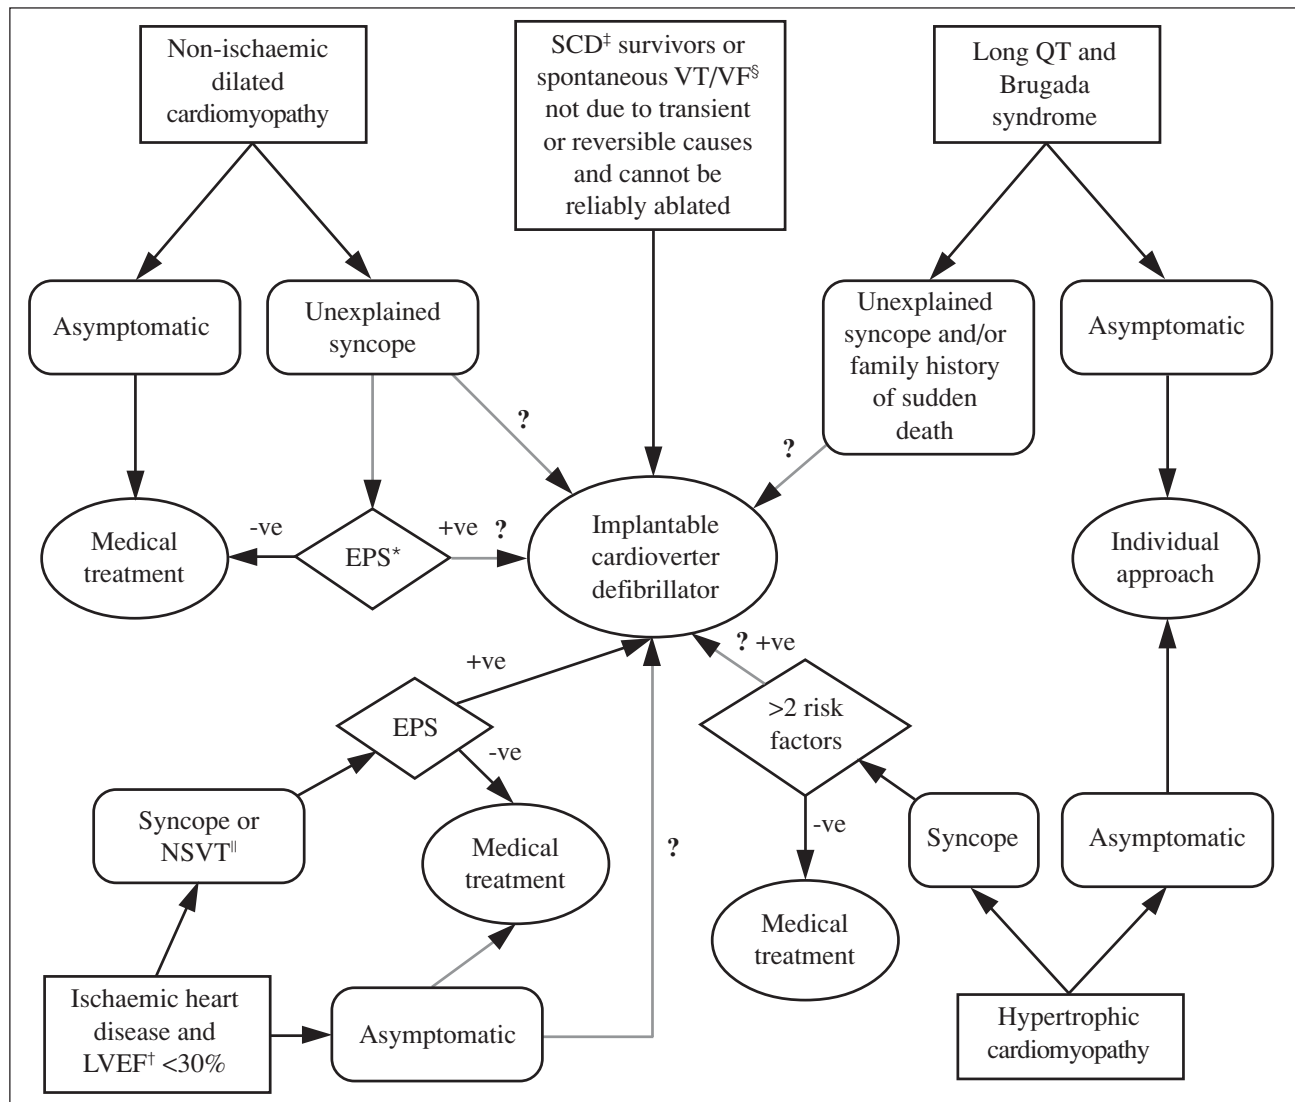 Non-ischaemic
dilated
cardiomyopathy
SCD‡ survivors or
spontaneous VT/VF§
not due to transient
or reversible causes
and cannot be
reliably ablated
Long QT and
Brugada
syndrome
Asymptomatic
Unexplained
syncope
Unexplained
syncope and/or
family history
of sudden
death
Asymptomatic
?
?
Medical
treatment
-ve
EPS*
+ve
?
Implantable
cardioverter
defibrillator
Individual
approach
+ve
EPS
-ve
? +ve
>2 risk
factors
-ve
Syncope or
NSVT||
Medical
treatment
?
Syncope
Asymptomatic
Medical
treatment
Ischaemic heart
disease and
LVEF† <30%
Asymptomatic
Hypertrophic
cardiomyopathy